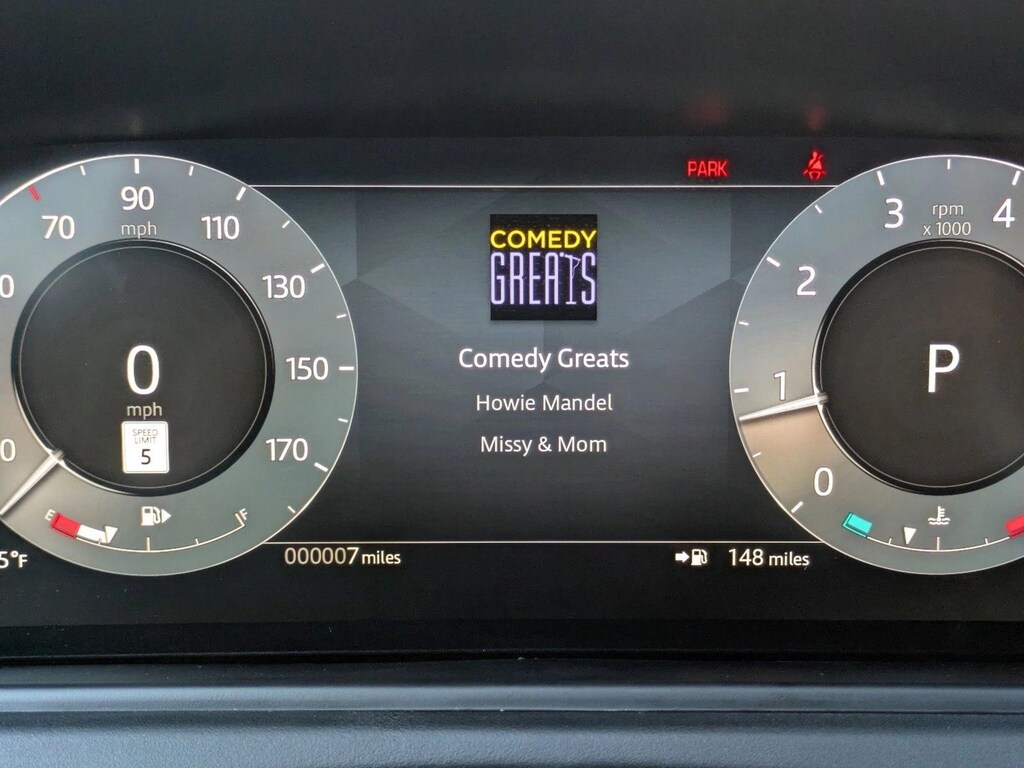 PARK
90
mph
70
110
130
150
170
0
mph
SPEED
LIMIT
5
E
F
5°F
000007 miles
COMEDY
GREATS
Comedy Greats
Howie Mandel
Missy & Mom
148 miles
3
rpm
x 1000
4
2
1
0
P